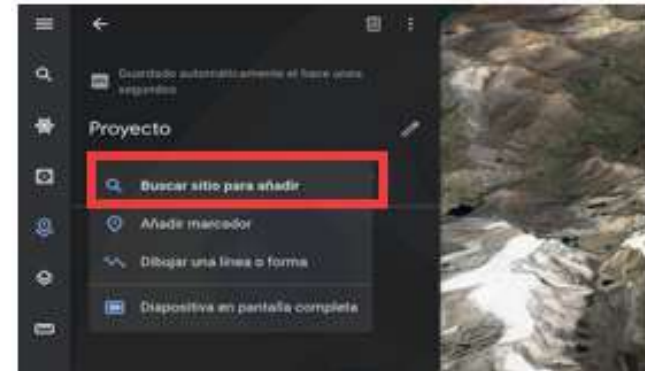 Guardado automáticamente el hace unos
segundos
Proyecto
Buscar sitio para añadir
Añadir marcador
Dibujar una línea o forma
Diapositiva en pantalla completa